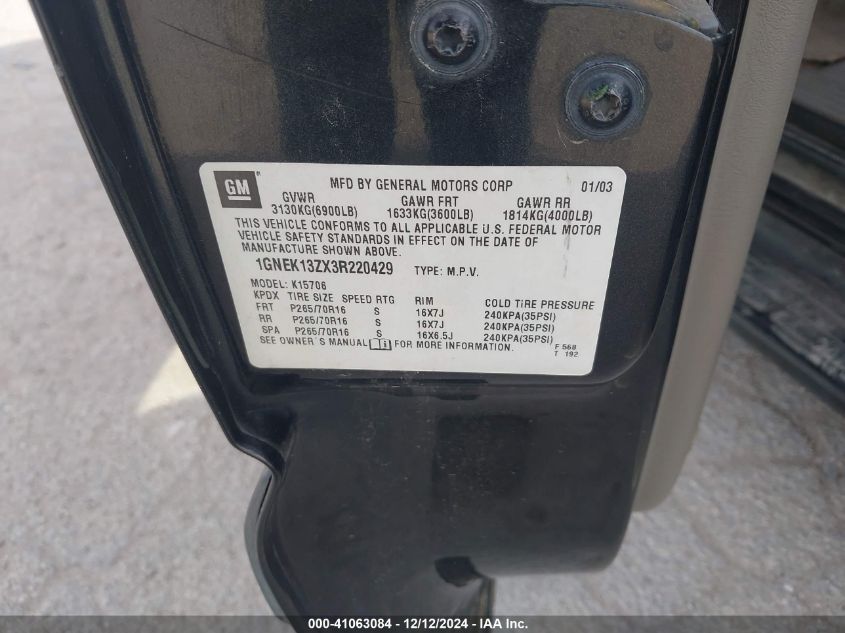 GM
MFD BY GENERAL MOTORS CORP 01/03
GVWR GAWR FRT GAWR RR
3130KG(6900LB) 1633KG(3600LB) 1814KG(4000LB)
THIS VEHICLE CONFORMS TO ALL APPLICABLE U.S. FEDERAL MOTOR
VEHICLE SAFETY STANDARDS IN EFFECT ON THE DATE OF
MANUFACTURE SHOWN ABOVE.
1GNEK13ZX3R220429 TYPE: M.P.V.
MODEL: K15706
KPDX TIRE SIZE SPEED RTG RIM COLD TIRE PRESSURE
FRT P265/70R16 S 16X7J 240KPA(35PSI)
RR P265/70R16 S 16X7J 240KPA(35PSI)
SPA P265/70R16 S 16X6.5J 240KPA(35PSI)
SEE OWNER'S MANUAL FOR MORE INFORMATION.
F 568
T 192
000-41063084 - 12/12/2024 - IAA Inc.